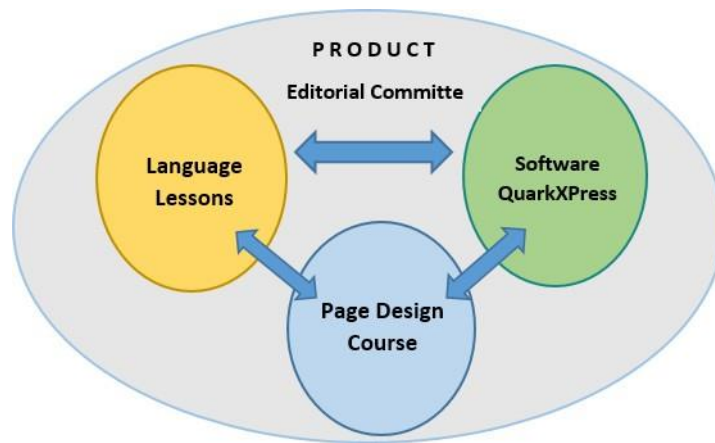 P R O D U C T
Editorial Committe
Language
Lessons
Software
QuarkXPress
Page Design
Course